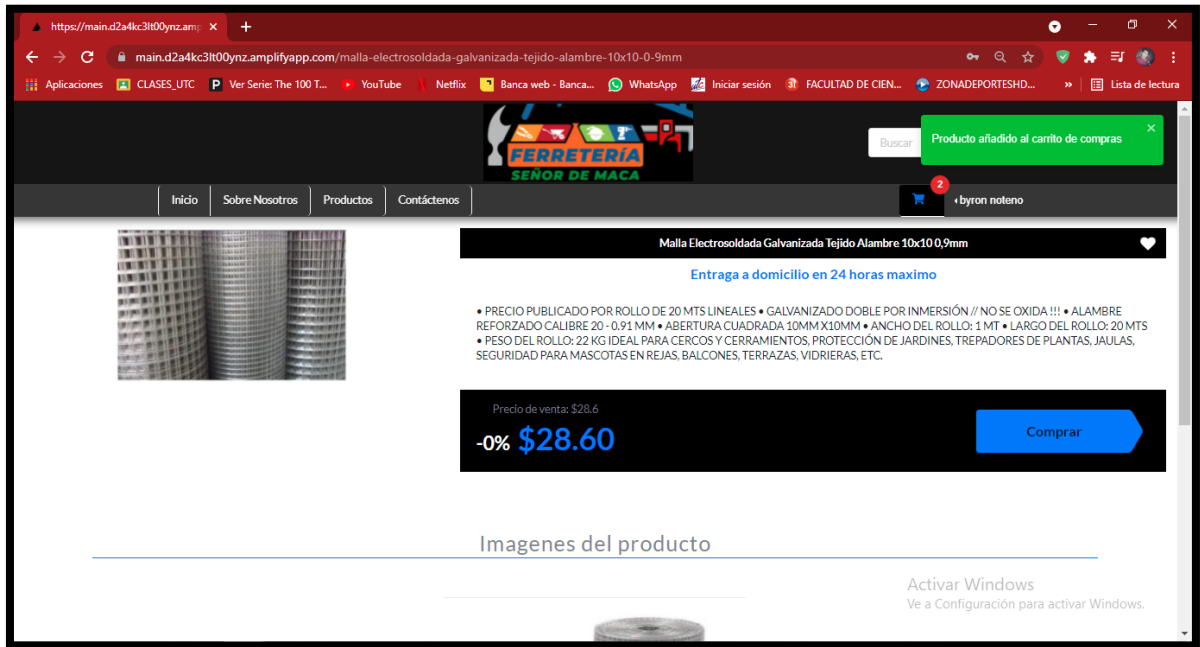 https://main.d2a4kc3lt00ynz.amp
main.d2a4kc3lt00ynz.amplifyapp.com/malla-electrosoldada-galvanizada-tejido-alambre-10x10-0-9mm
Aplicaciones CLASES_UTC Ver Serie: The 100 T... YouTube Netflix Banca web - Banca... WhatsApp Iniciar sesión FACULTAD DE CIEN... ZONADEPORTESHD... » Lista de lectura
FERRETERÍA
SEÑOR DE MACA
Buscar
Producto añadido al carrito de compras
×
Inicio Sobre Nosotros Productos Contáctenos 2 byron noteno
Malla Electrosoldada Galvanizada Tejido Alambre 10x10 0,9mm
Entraga a domicilio en 24 horas maximo
• PRECIO PUBLICADO POR ROLLO DE 20 MTS LINEALES • GALVANIZADO DOBLE POR INMERSIÓN // NO SE OXIDA !!! • ALAMBRE
REFORZADO CALIBRE 20 - 0.91 MM • ABERTURA CUADRADA 10MM X10MM • ANCHO DEL ROLLO: 1 MT • LARGO DEL ROLLO: 20 MTS
• PESO DEL ROLLO: 22 KG IDEAL PARA CERCOS Y CERRAMIENTOS, PROTECCIÓN DE JARDINES, TREPADORES DE PLANTAS, JAULAS,
SEGURIDAD PARA MASCOTAS EN REJAS, BALCONES, TERRAZAS, VIDRIERAS, ETC.
Precio de venta: $28.6
-0% $28.60
Comprar
Imagenes del producto
Activar Windows
Ve a Configuración para activar Windows.